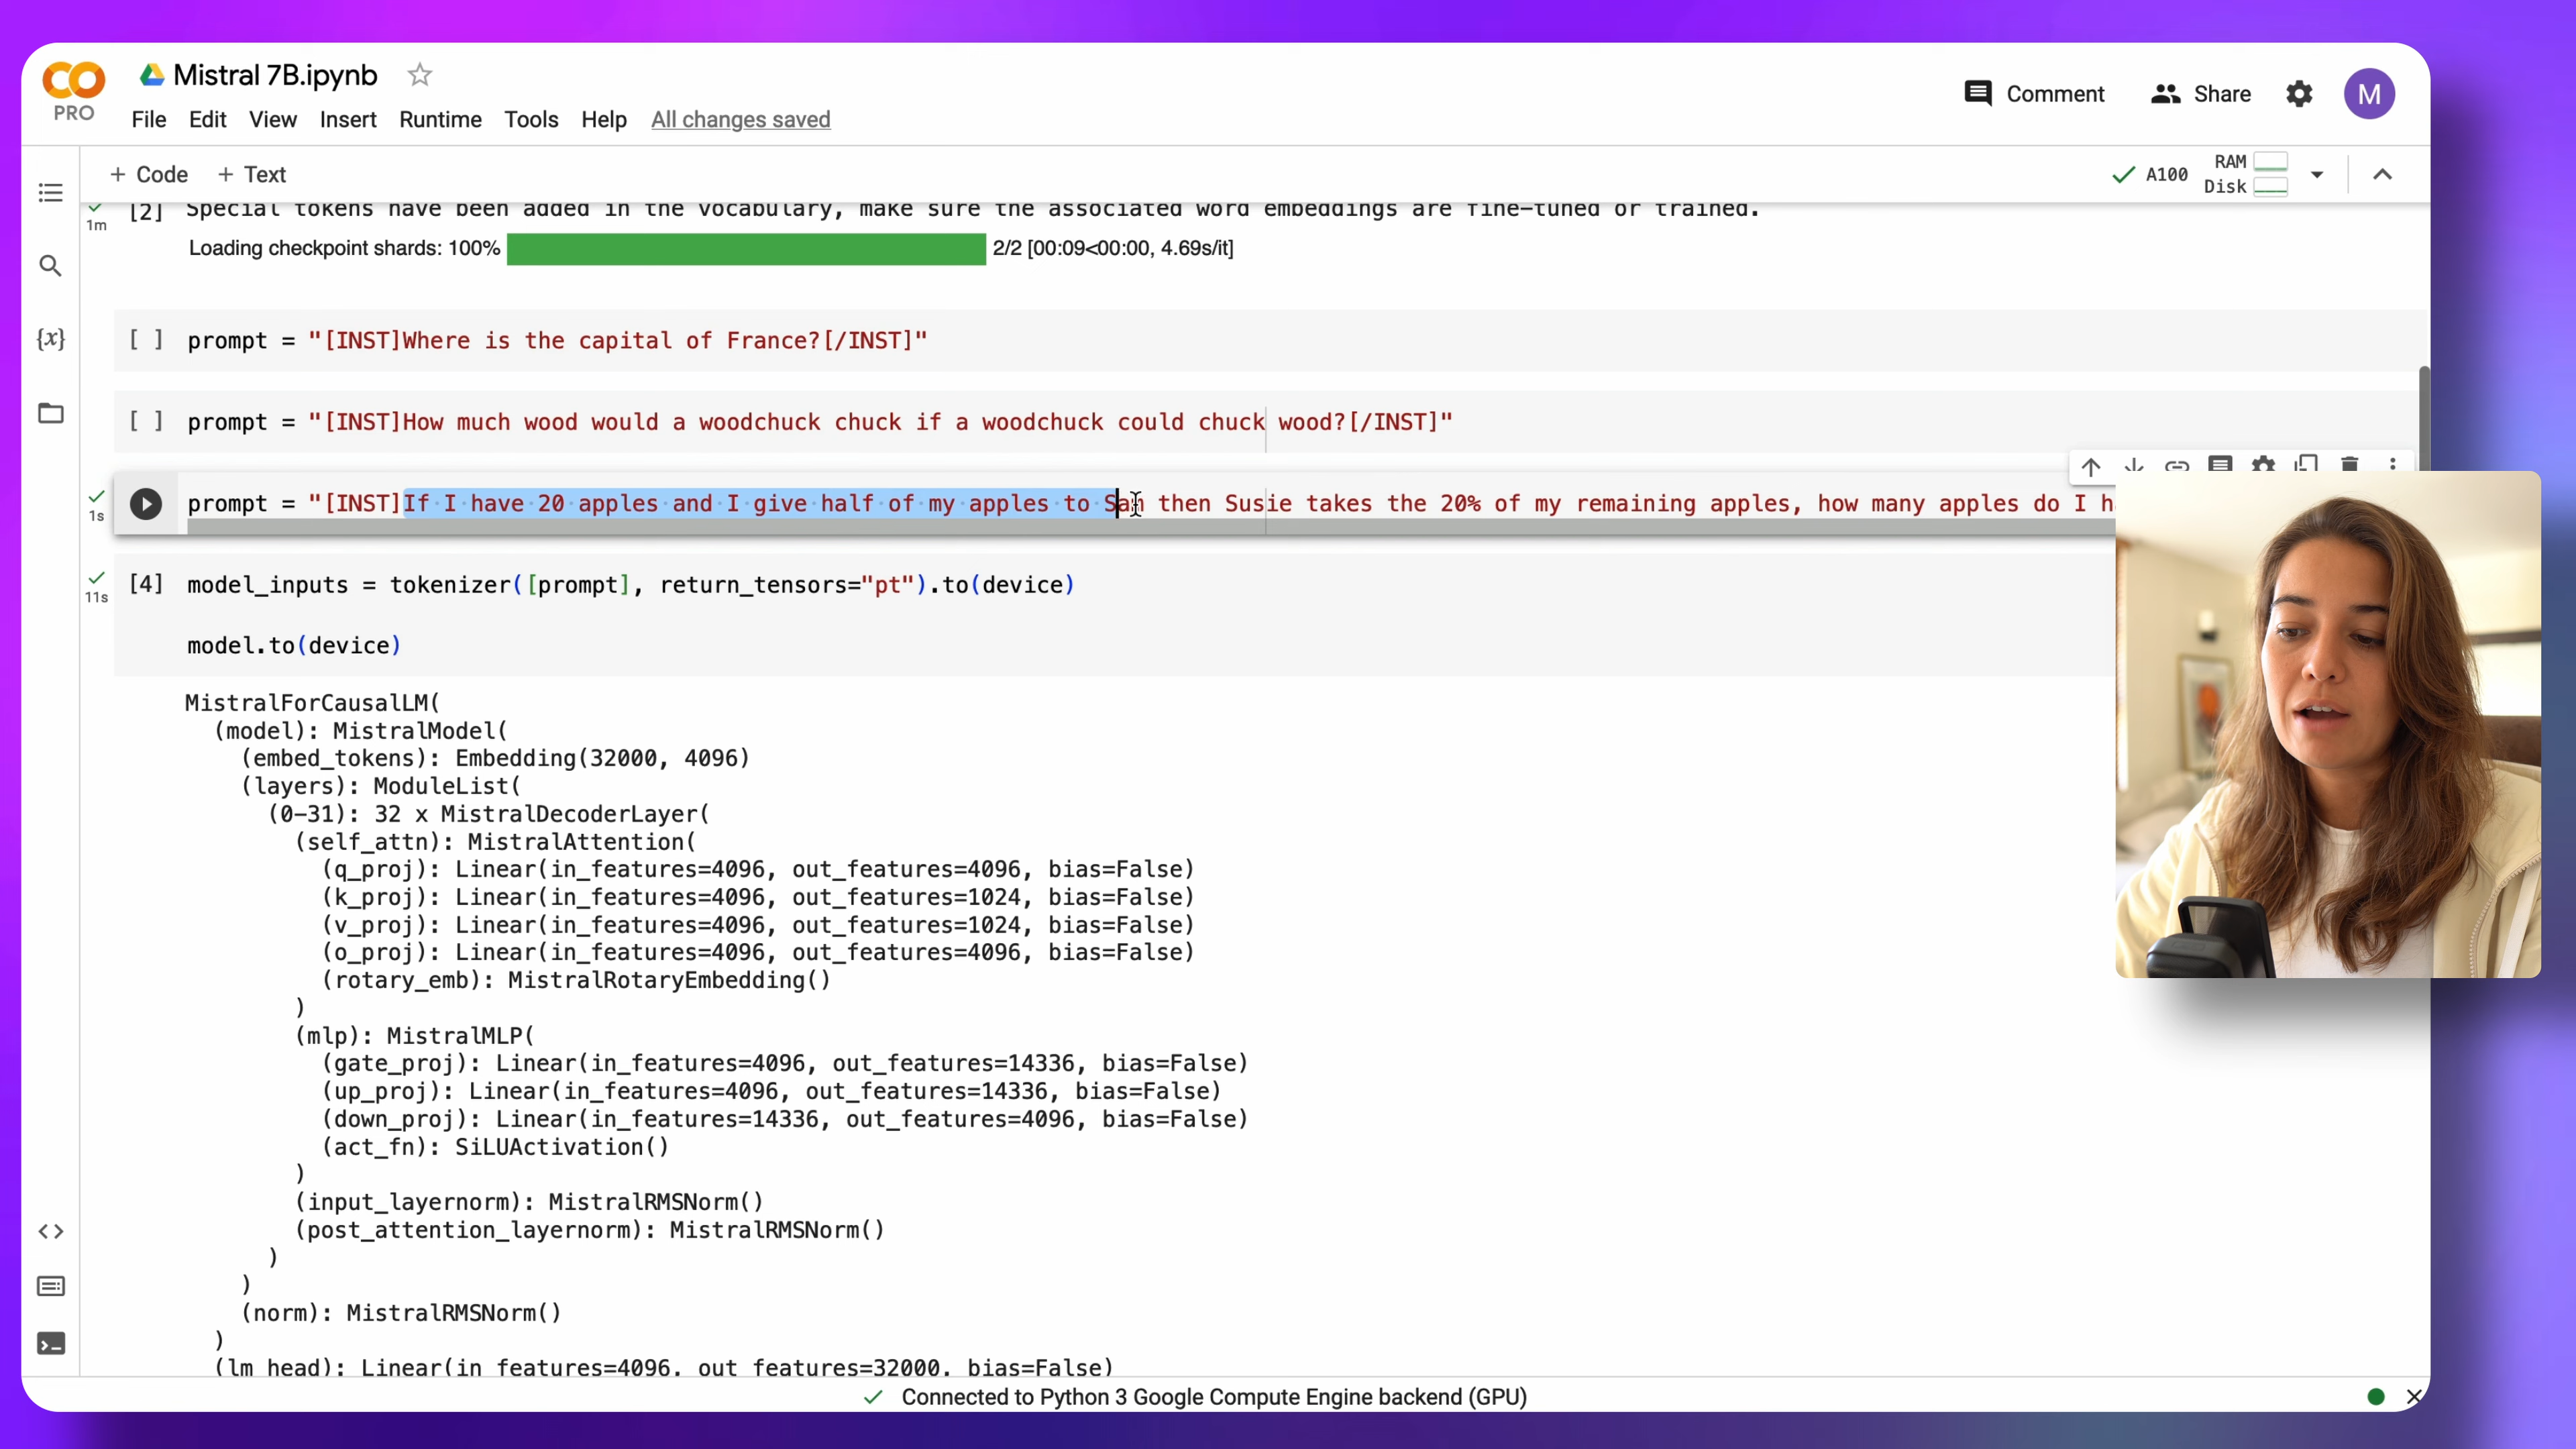 Mistral 7B.ipynb
PRO
File Edit View Insert Runtime Tools Help All changes saved
Comment Share M
+ Code + Text
A100 RAM Disk
[2] Special tokens have been added in the vocabulary, make sure the associated word embeddings are fine-tuned or trained.
1m
Loading checkpoint shards: 100% 2/2 [00:09<00:00, 4.69s/it]
[ ] prompt = "[INST]Where is the capital of France?[/INST]"
[ ] prompt = "[INST]How much wood would a woodchuck chuck if a woodchuck could chuck wood?[/INST]"
prompt = "[INST]If I have 20 apples and I give half of my apples to Sam then Susie takes the 20% of my remaining apples, how many apples do I
1s
[4] model_inputs = tokenizer([prompt], return_tensors="pt").to(device)
11s
model.to(device)
MistralForCausalLM(
(model): MistralModel(
(embed_tokens): Embedding(32000, 4096)
(layers): ModuleList(
(0-31): 32 x MistralDecoderLayer(
(self_attn): MistralAttention(
(q_proj): Linear(in_features=4096, out_features=4096, bias=False)
(k_proj): Linear(in_features=4096, out_features=1024, bias=False)
(v_proj): Linear(in_features=4096, out_features=1024, bias=False)
(o_proj): Linear(in_features=4096, out_features=4096, bias=False)
(rotary_emb): MistralRotaryEmbedding()
)
(mlp): MistralMLP(
(gate_proj): Linear(in_features=4096, out_features=14336, bias=False)
(up_proj): Linear(in_features=4096, out_features=14336, bias=False)
(down_proj): Linear(in_features=14336, out_features=4096, bias=False)
(act_fn): SiLUActivation()
)
(input_layernorm): MistralRMSNorm()
(post_attention_layernorm): MistralRMSNorm()
)
)
(norm): MistralRMSNorm()
)
(lm_head): Linear(in_features=4096, out_features=32000, bias=False)
Connected to Python 3 Google Compute Engine backend (GPU)